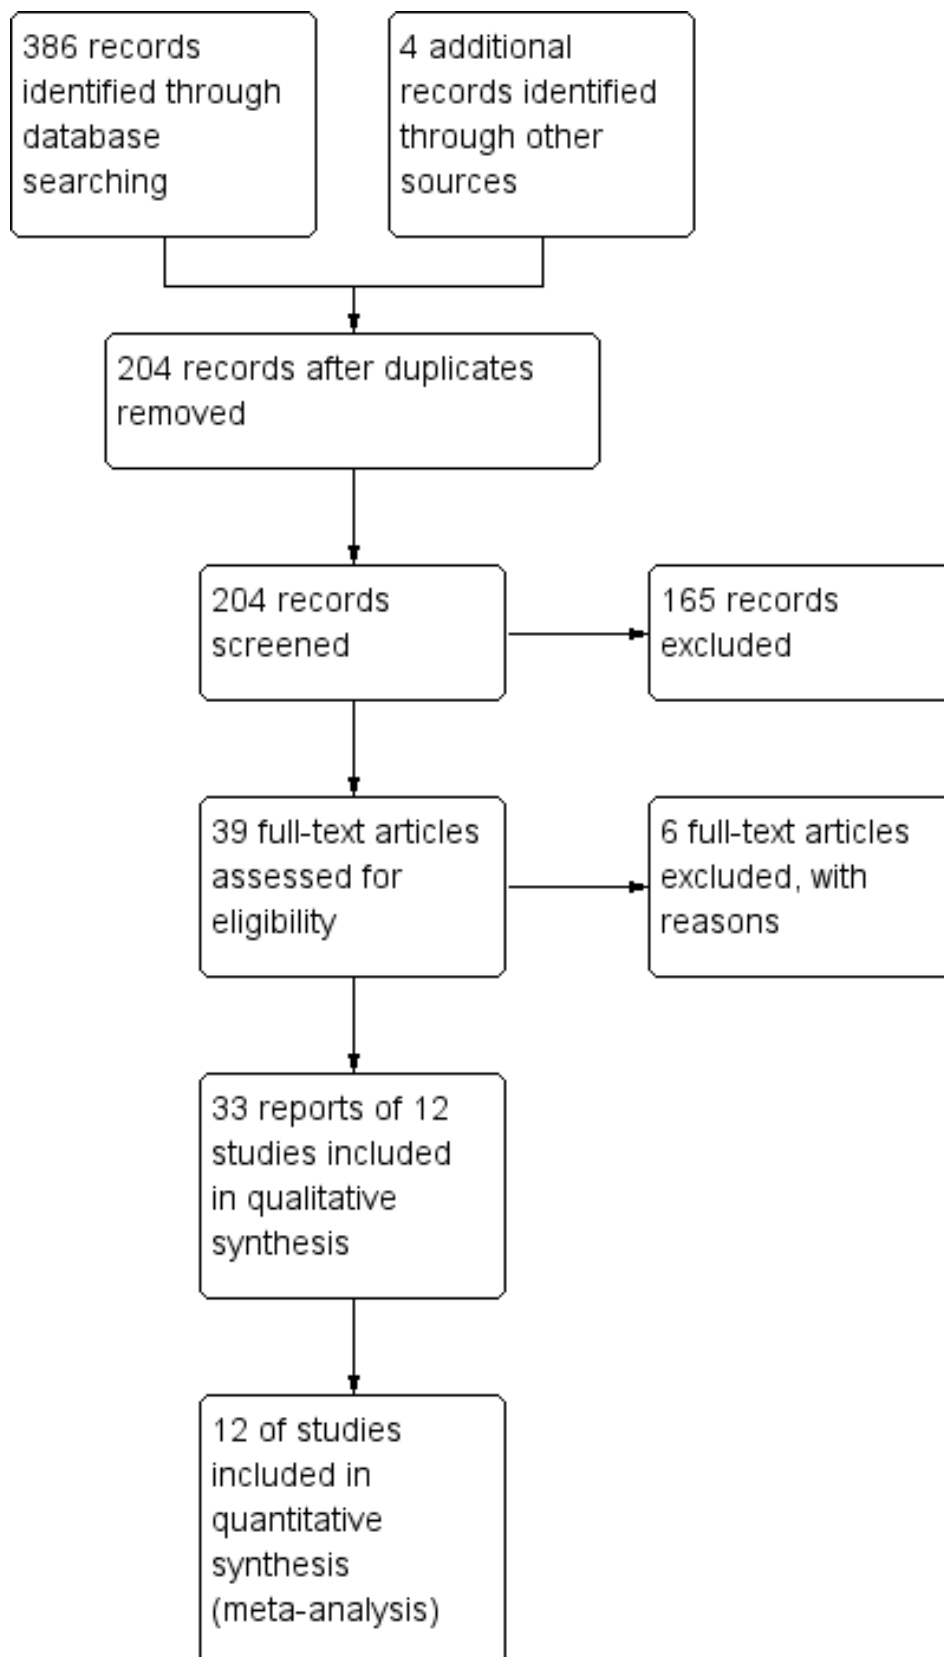 386 records
identified through
database
searching
4 additional
records identified
through other
sources
204 records after duplicates
removed
204 records
screened
165 records
excluded
39 full-text articles
assessed for
eligibility
6 full-text articles
excluded, with
reasons
33 reports of 12
studies included
in qualitative
synthesis
12 of studies
included in
quantitative
synthesis
(meta-analysis)